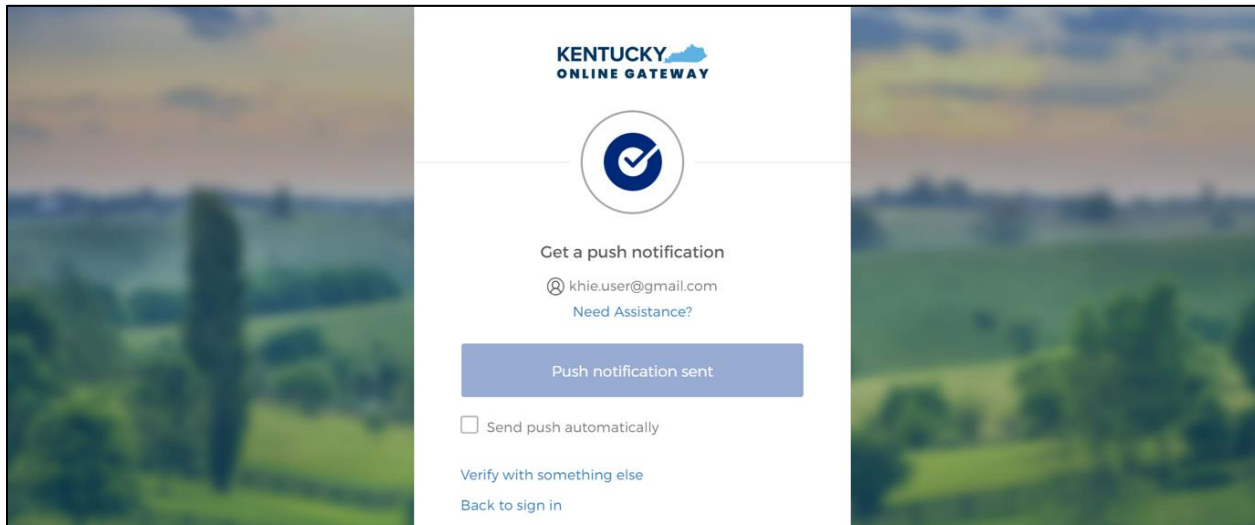 KENTUCKY
ONLINE GATEWAY
Get a push notification
khie.user@gmail.com
Need Assistance?
Push notification sent
Send push automatically
Verify with something else
Back to sign in